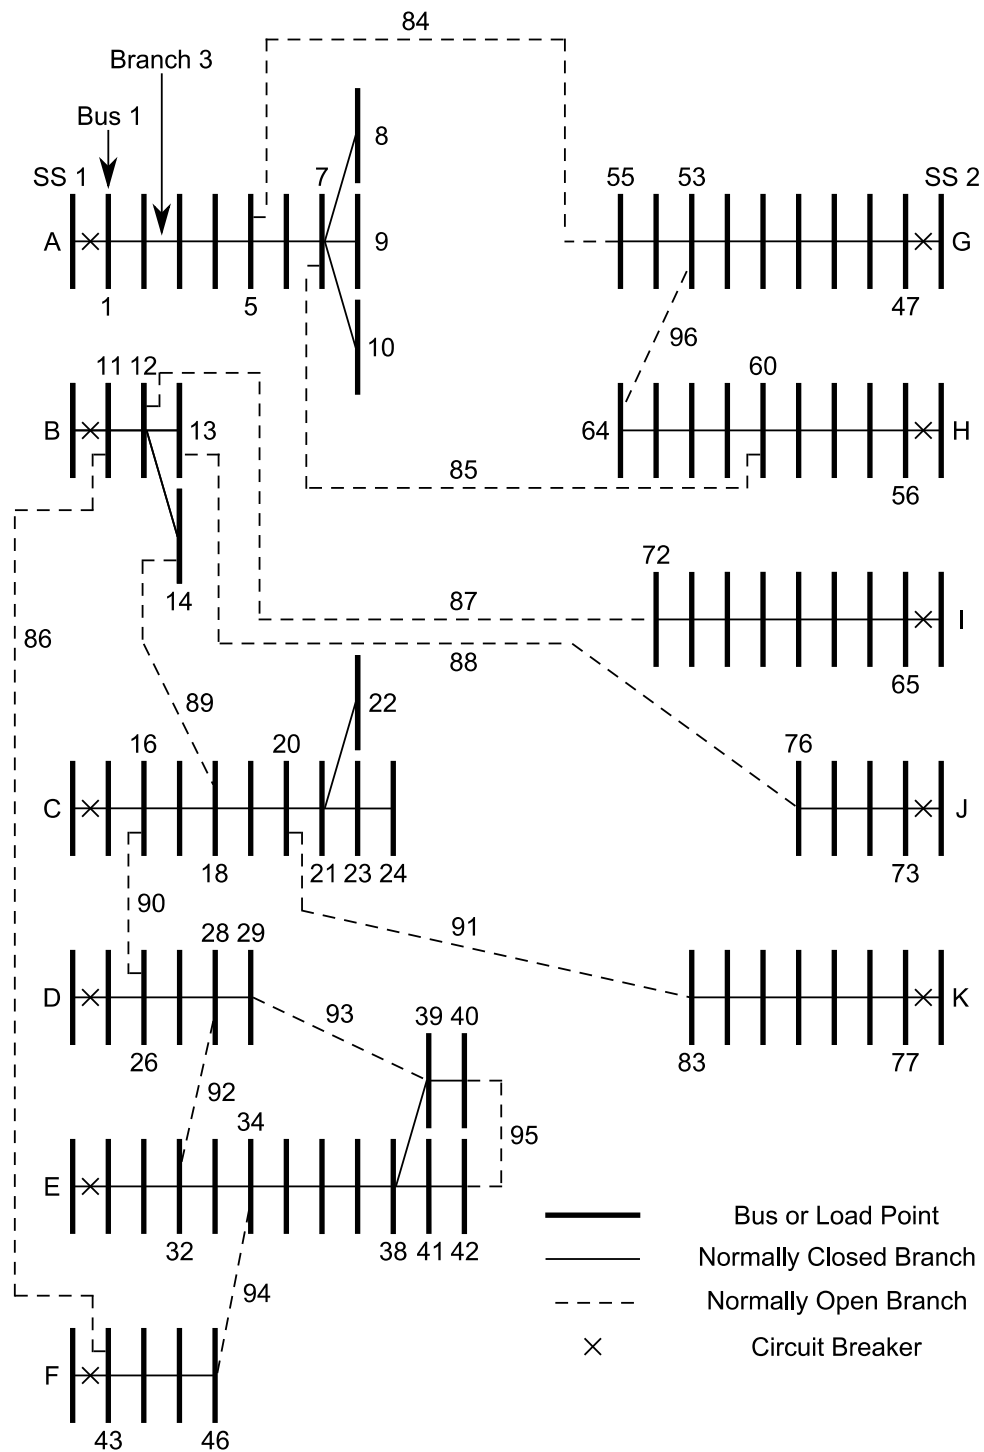 84
Branch 3
Bus 1
8
SS 1
7
55
53
SS 2
A
9
G
1
5
47
10
96
11
12
60
B
13
64
H
85
56
14
72
87
I
86
88
65
89
22
16
20
76
C
J
18
21
23
24
73
90
91
28
29
D
93
39
40
K
26
83
77
92
34
95
E
Bus or Load Point
32
38
41
42
Normally Closed Branch
94
Normally Open Branch
F
Circuit Breaker
43
46